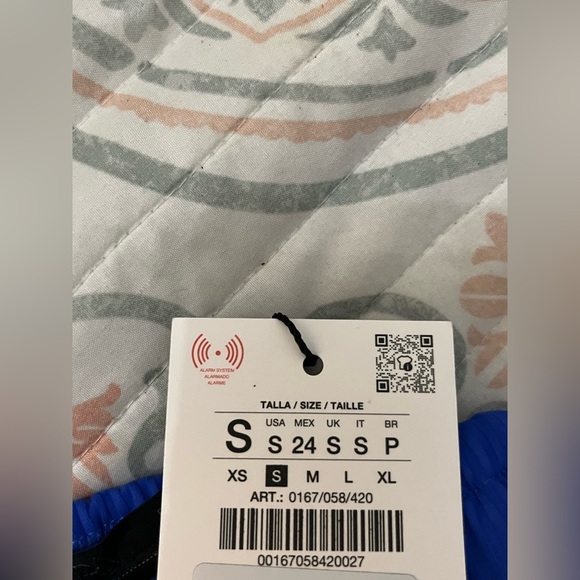 ALARM SYSTEM
ALARMADO
ALARME
TALLA / SIZE / TAILLE
S
USA MEX UK IT BR
S 24 S S P
XS S M L XL
ART.: 0167/058/420
00167058420027